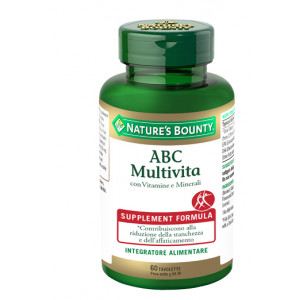 NATURE'S BOUNTY
ABC
Multivita
con Vitamine e Minerali
SUPPLEMENT FORMULA
*Contribuiscono alla
riduzione della stanchezza
e dell'affaticamento
INTEGRATORE ALIMENTARE
60 TAVOLETTE